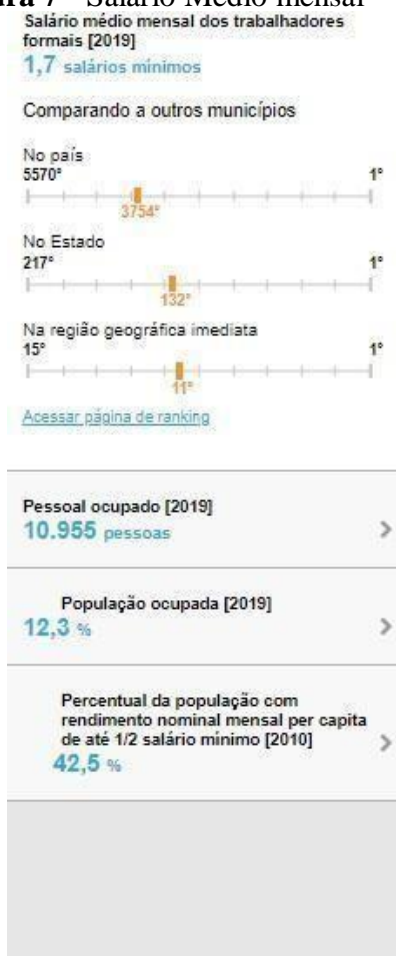 ra 7 - Salário Médio mensal
Salário médio mensal dos trabalhadores
formais [2019]
1,7 salários mínimos
Comparando a outros municípios
No país
5570° 1°
3754°
No Estado
217° 1°
132°
Na região geográfica imediata
15° 1°
11°
Acessar página de ranking
Pessoal ocupado [2019]
10.955 pessoas
População ocupada [2019]
12,3 %
Percentual da população com
rendimento nominal mensal per capita
de até 1/2 salário mínimo [2010]
42,5 %